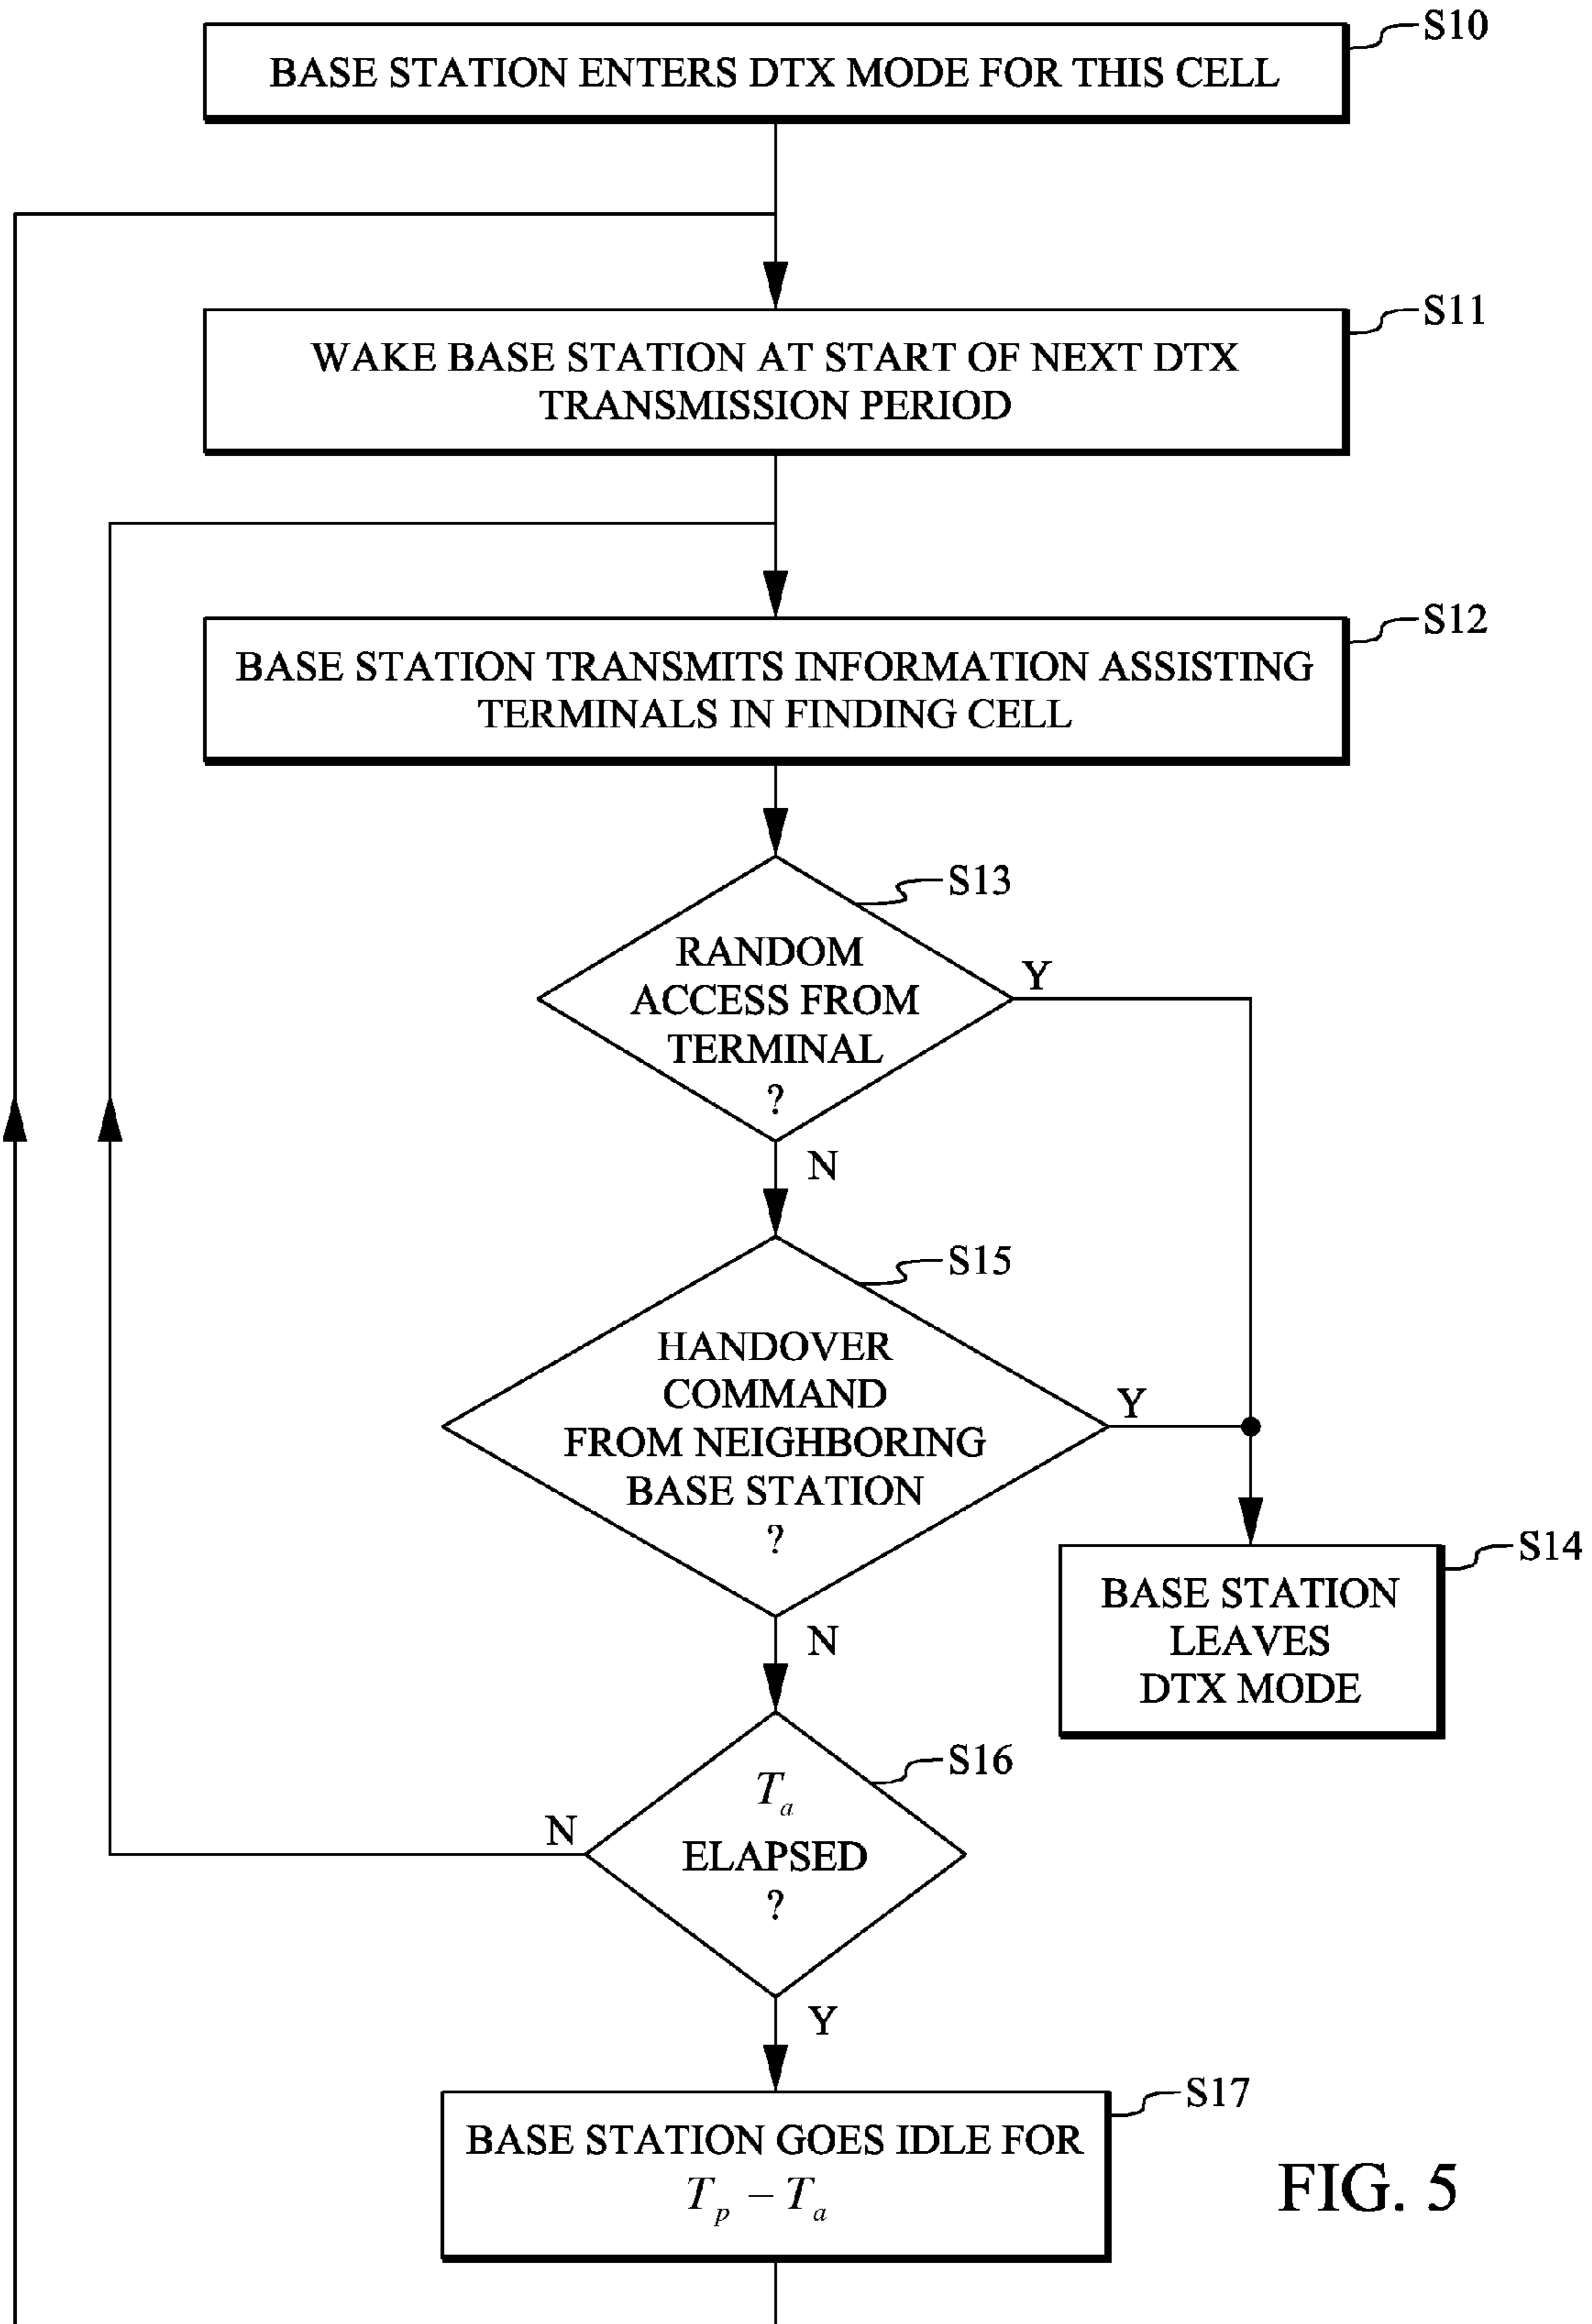 S10
BASE STATION ENTERS DTX MODE FOR THIS CELL
S11
WAKE BASE STATION AT START OF NEXT DTX
TRANSMISSION PERIOD
S12
BASE STATION TRANSMITS INFORMATION ASSISTING
TERMINALS IN FINDING CELL
S13
RANDOM
ACCESS FROM
TERMINAL
?
Y
N
S15
HANDOVER
COMMAND
FROM NEIGHBORING
BASE STATION
?
Y
N
S14
BASE STATION
LEAVES
DTX MODE
S16
T_a
ELAPSED
?
N
Y
S17
BASE STATION GOES IDLE FOR
T_p − T_a
FIG. 5